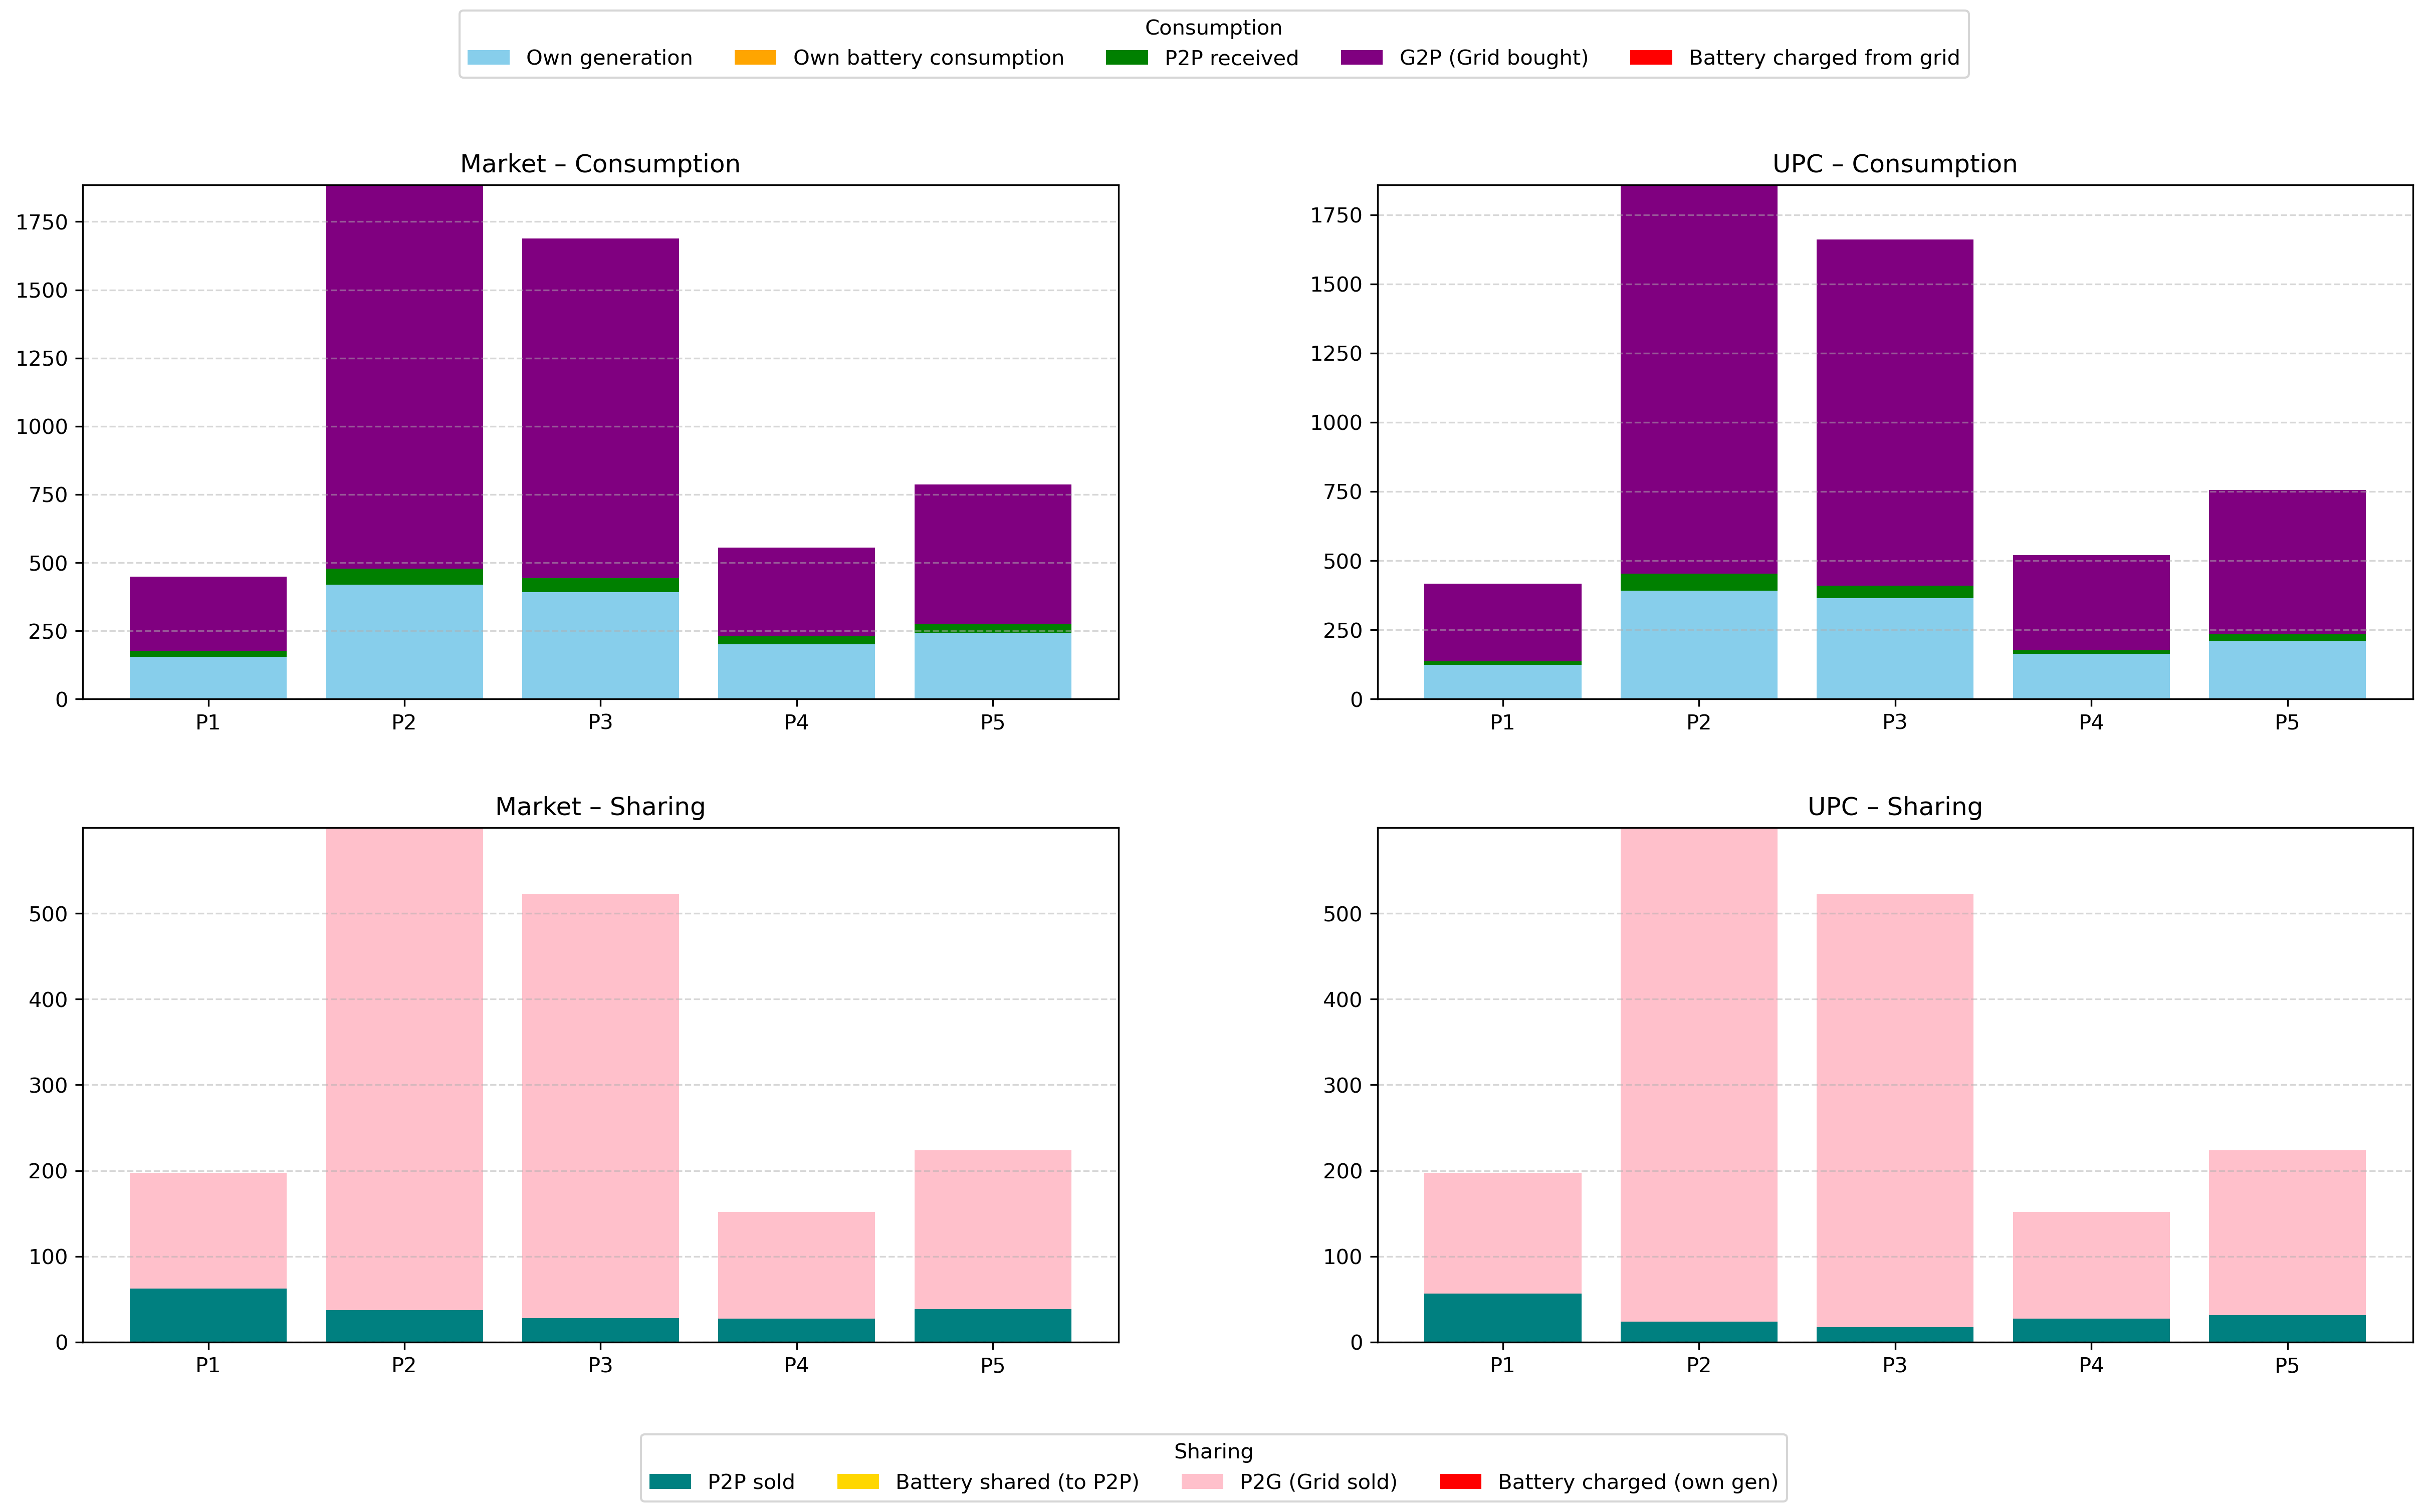 Consumption
Own generation Own battery consumption P2P received G2P (Grid bought) Battery charged from grid
Market – Consumption
1750
1500
1250
1000
750
500
250
0
P1 P2 P3 P4 P5
UPC – Consumption
1750
1500
1250
1000
750
500
250
0
P1 P2 P3 P4 P5
Market – Sharing
500
400
300
200
100
0
P1 P2 P3 P4 P5
UPC – Sharing
500
400
300
200
100
0
P1 P2 P3 P4 P5
Sharing
P2P sold Battery shared (to P2P) P2G (Grid sold) Battery charged (own gen)